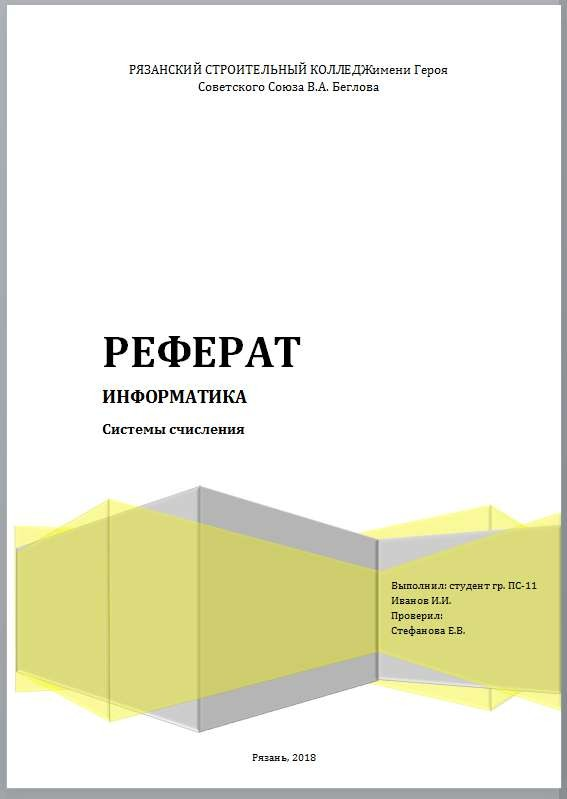 РЯЗАНСКИЙ СТРОИТЕЛЬНЫЙ КОЛЛЕДЖимени Героя
Советского Союза В.А. Беглова
РЕФЕРАТ
ИНФОРМАТИКА
Системы счисления
Выполнил: студент гр. ПС-11
Иванов И.И.
Проверил:
Стефанова Е.В.
Рязань, 2018